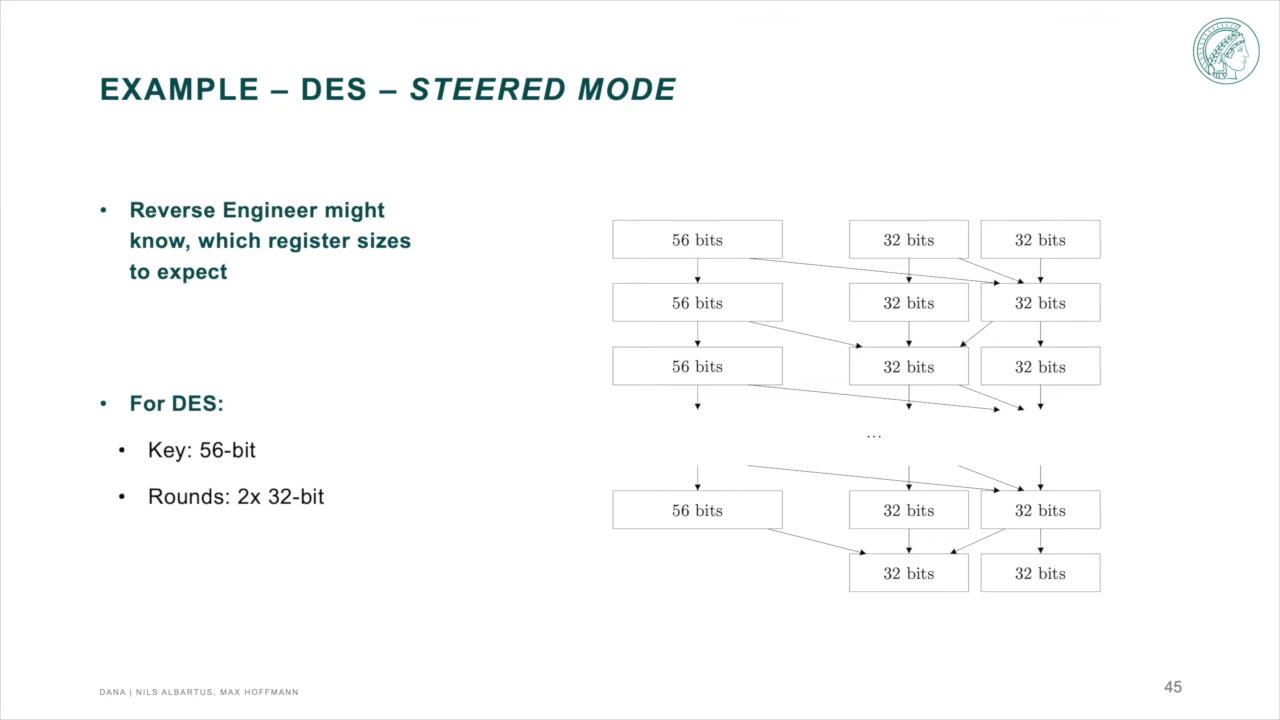 EXAMPLE – DES – STEERED MODE
• Reverse Engineer might
know, which register sizes
to expect
• For DES:
• Key: 56-bit
• Rounds: 2x 32-bit
56 bits 32 bits 32 bits
56 bits 32 bits 32 bits
56 bits 32 bits 32 bits
...
56 bits 32 bits 32 bits
32 bits 32 bits
DANA | NILS ALBARTUS, MAX HOFFMANN
45